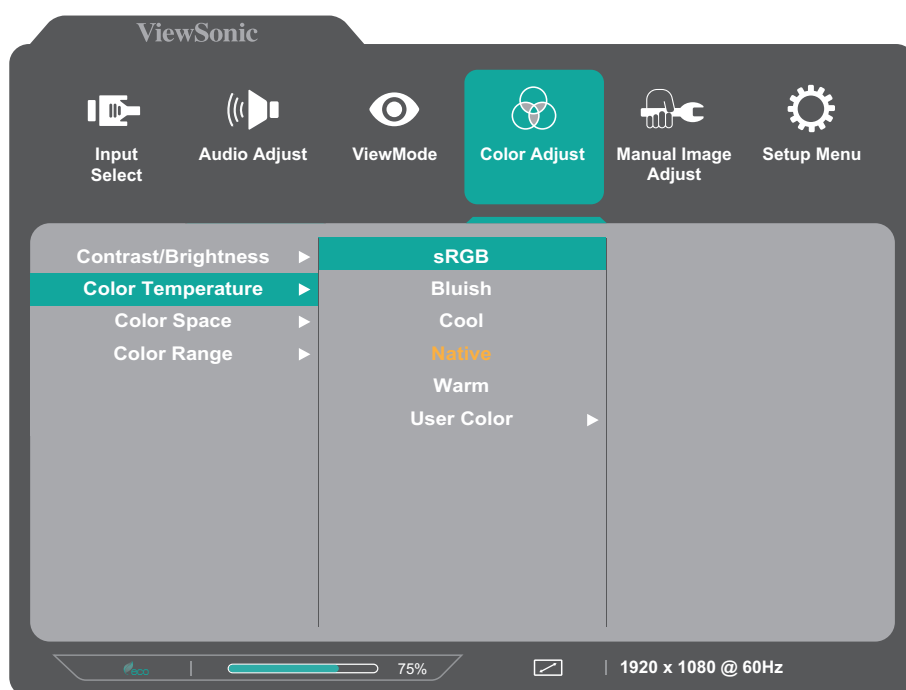 ViewSonic
Input Select
Audio Adjust
ViewMode
Color Adjust
Manual Image Adjust
Setup Menu
Contrast/Brightness
Color Temperature
Color Space
Color Range
sRGB
Bluish
Cool
Native
Warm
User Color
eco
75%
1920 x 1080 @ 60Hz